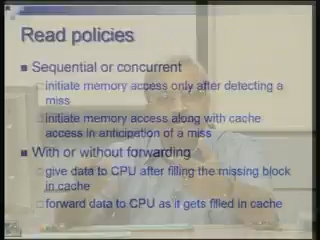 Read policies
Sequential or concurrent
initiate memory access only after detecting a
miss
initiate memory access along with cache
access in anticipation of a miss
With or without forwarding
give data to CPU after filling the missing block
in cache
forward data to CPU as it gets filled in cache